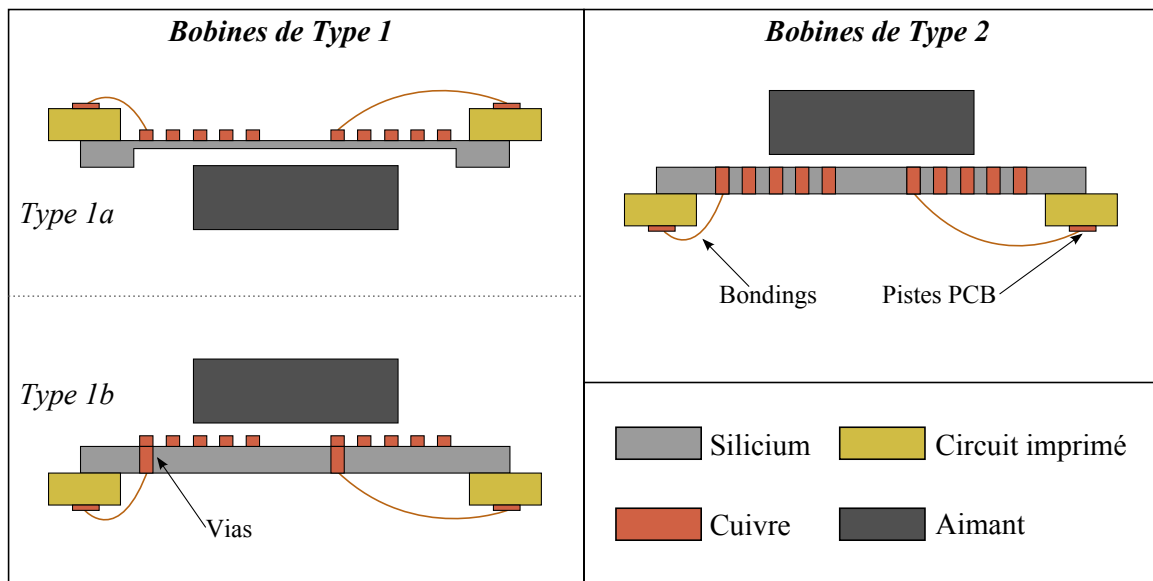 Bobines de Type 1
Type 1a
Type 1b
Vias
Bobines de Type 2
Bondings
Pistes PCB
Silicium
Circuit imprimé
Cuivre
Aimant